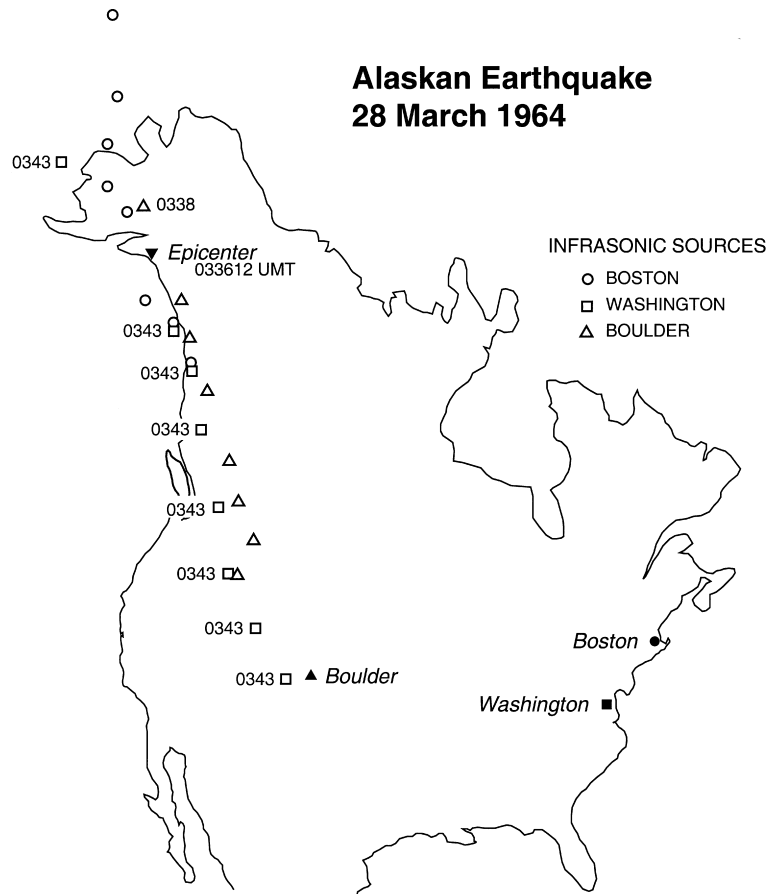 Alaskan Earthquake
28 March 1964
0343
0338
Epicenter
033612 UMT
INFRASONIC SOURCES
BOSTON
WASHINGTON
BOULDER
0343
0343
0343
0343
0343
0343
0343
Boulder
Boston
Washington